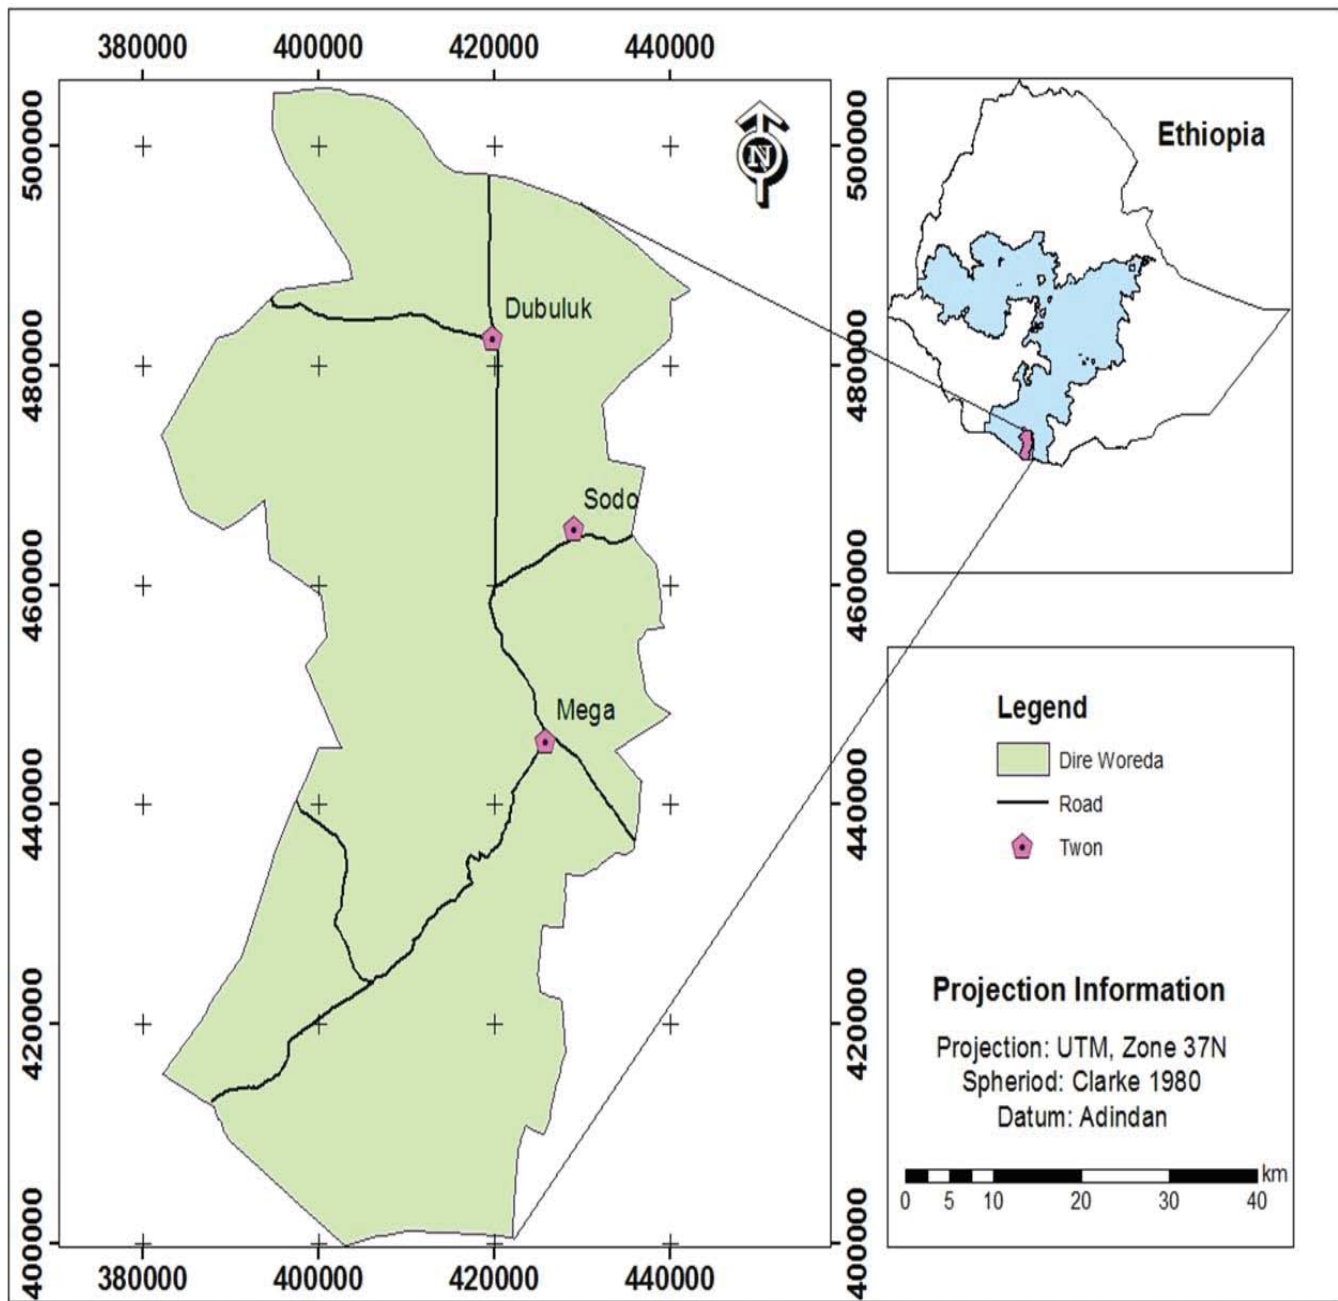 380000 400000 420000 440000
500000
480000
460000
440000
420000
400000
N
Dubuluk
Sodo
Mega
500000
480000
460000
440000
420000
400000
380000 400000 420000 440000
Ethiopia
Legend
Dire Woreda
Road
Twon
Projection Information
Projection: UTM, Zone 37N
Spheriod: Clarke 1980
Datum: Adindan
km
0 5 10 20 30 40